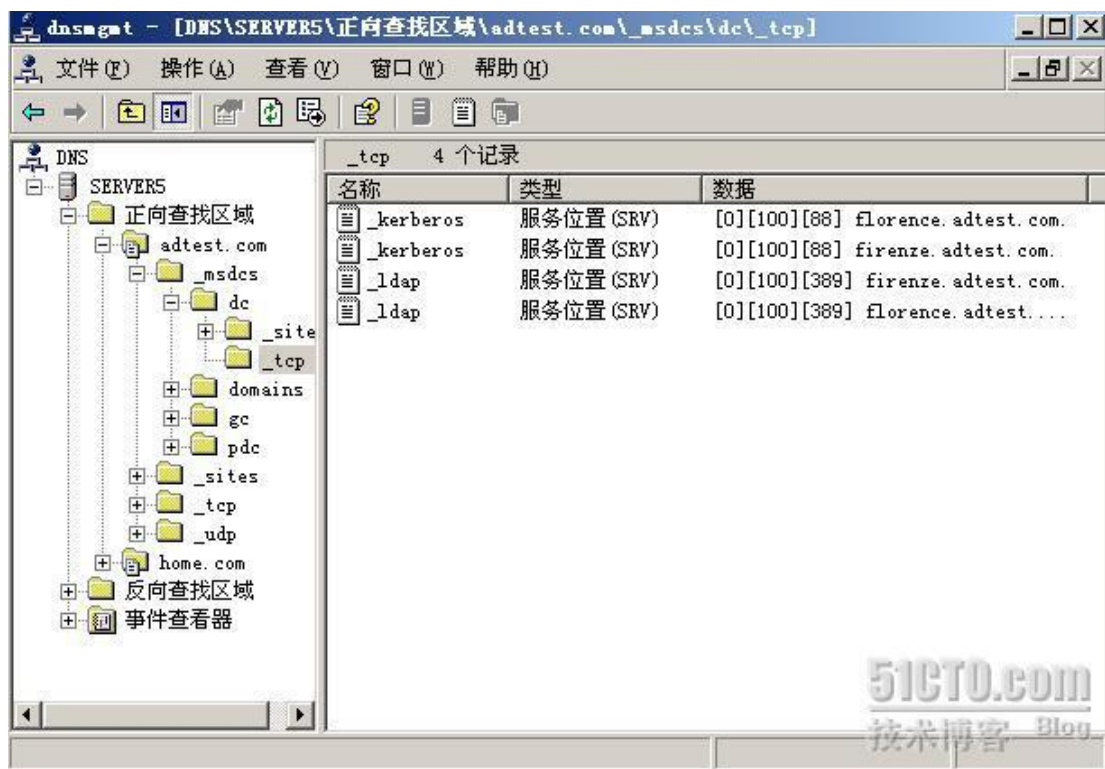 dnsmgmt - [DNS\SERVER5\正向查找区域\adtest.com\_msdcs\dc\_tcp]
文件(F) 操作(A) 查看(V) 窗口(W) 帮助(H)
DNS
SERVER5
正向查找区域
adtest.com
_msdcs
dc
_site
_tcp
domains
gc
pdc
_sites
_tcp
_udp
home.com
反向查找区域
事件查看器
_tcp 4 个记录
名称 类型 数据
_kerberos 服务位置(SRV) [0][100][88] florence.adtest.com.
_kerberos 服务位置(SRV) [0][100][88] firenze.adtest.com.
_ldap 服务位置(SRV) [0][100][389] firenze.adtest.com.
_ldap 服务位置(SRV) [0][100][389] florence.adtest....
51CTO.com
技术博客 Blog